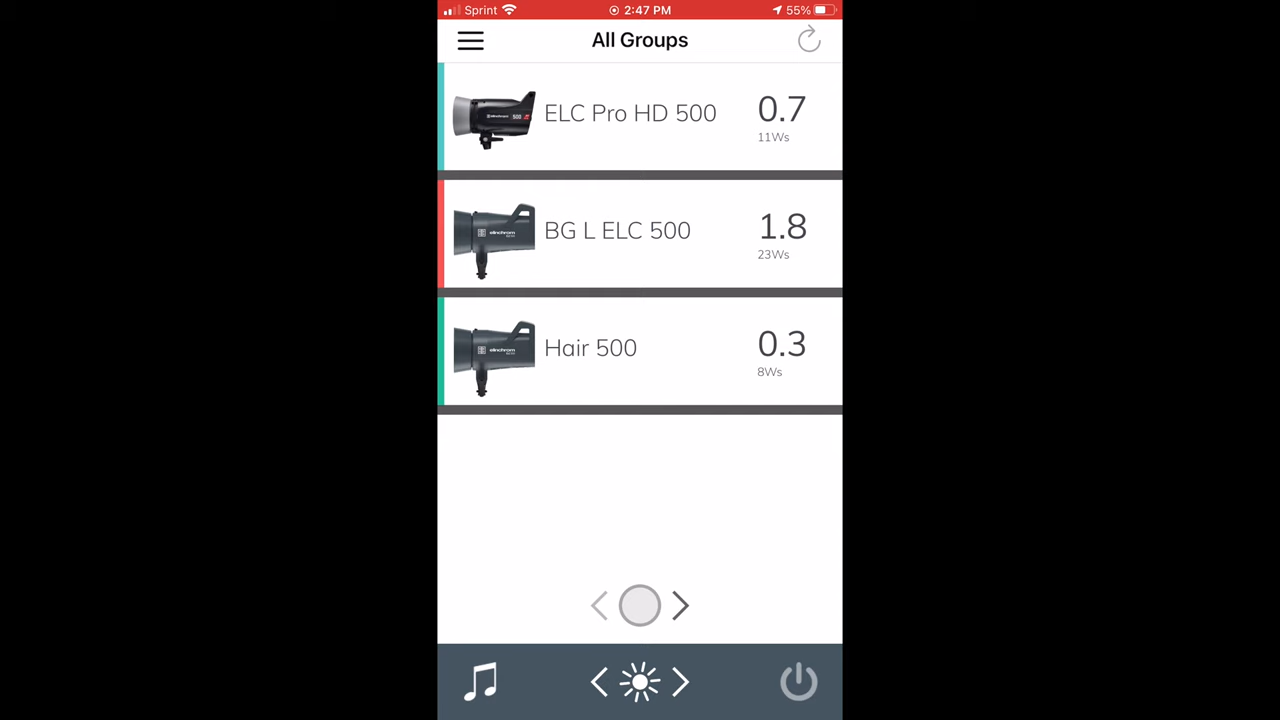 Sprint 2:47 PM 55%
All Groups
ELC Pro HD 500 0.7
11Ws
BG L ELC 500 1.8
23Ws
Hair 500 0.3
8Ws